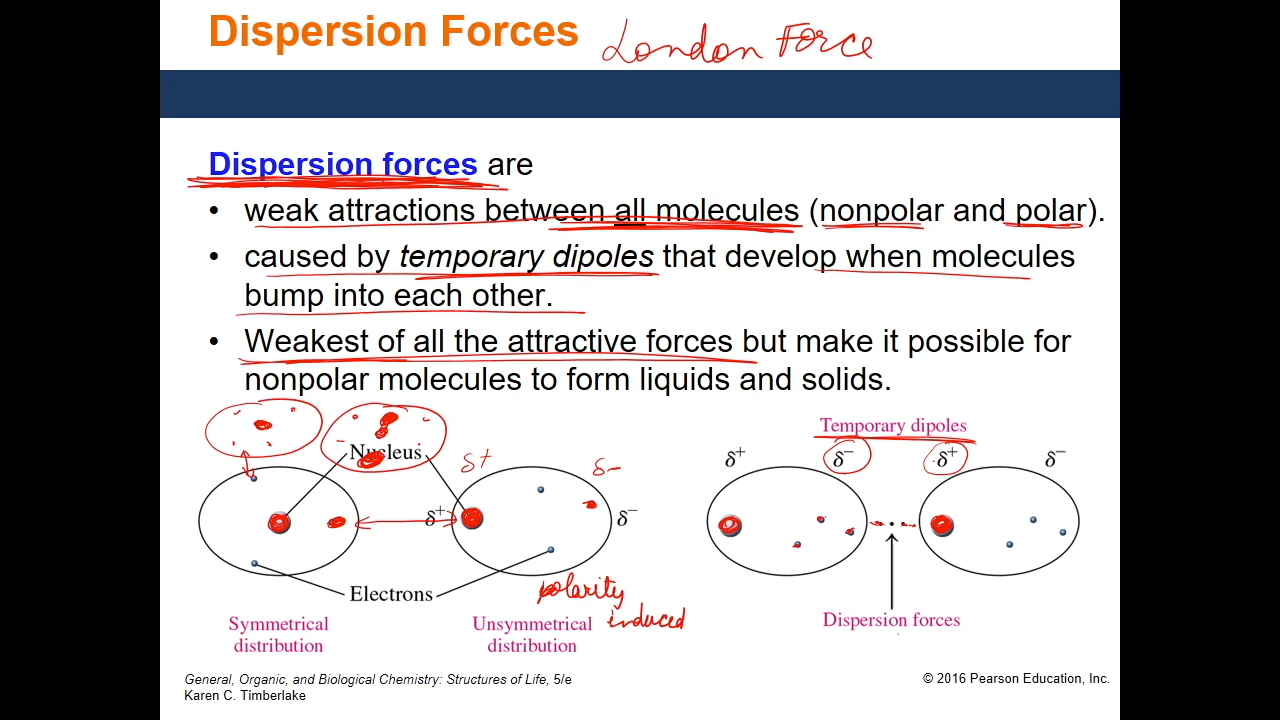 Dispersion Forces London Force
Dispersion forces are
• weak attractions between all molecules (nonpolar and polar).
• caused by temporary dipoles that develop when molecules
bump into each other.
• Weakest of all the attractive forces but make it possible for
nonpolar molecules to form liquids and solids.
Temporary dipoles
Nucleus
δ+ δ−
δ+ δ− δ+ δ−
δ+ δ−
Electrons
polarity
induced
Symmetrical
distribution
Unsymmetrical
distribution
Dispersion forces
General, Organic, and Biological Chemistry: Structures of Life, 5/e
Karen C. Timberlake
© 2016 Pearson Education, Inc.